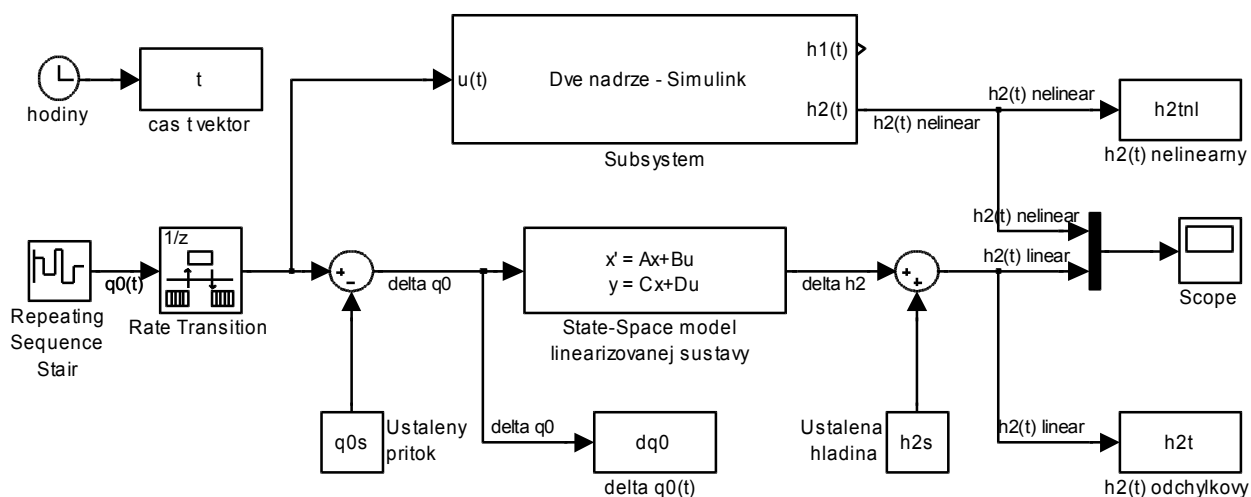 h1(t)
t
u(t)
Dve nadrze - Simulink
h2(t) nelinear
h2(t)
h2tnl
hodiny
h2(t) nelinear
cas t vektor
Subsystem
h2(t) nelinearny
h2(t) nelinear
1/z
x' = Ax+Bu
h2(t) linear
q0(t)
delta q0
y = Cx+Du
delta h2
Scope
Repeating
Sequence
Stair
Rate Transition
State-Space model
linearizovanej sustavy
q0s
Ustaleny
pritok
delta q0
dq0
Ustalena
hladina
h2s
h2(t) linear
h2t
delta q0(t)
h2(t) odchylkovy